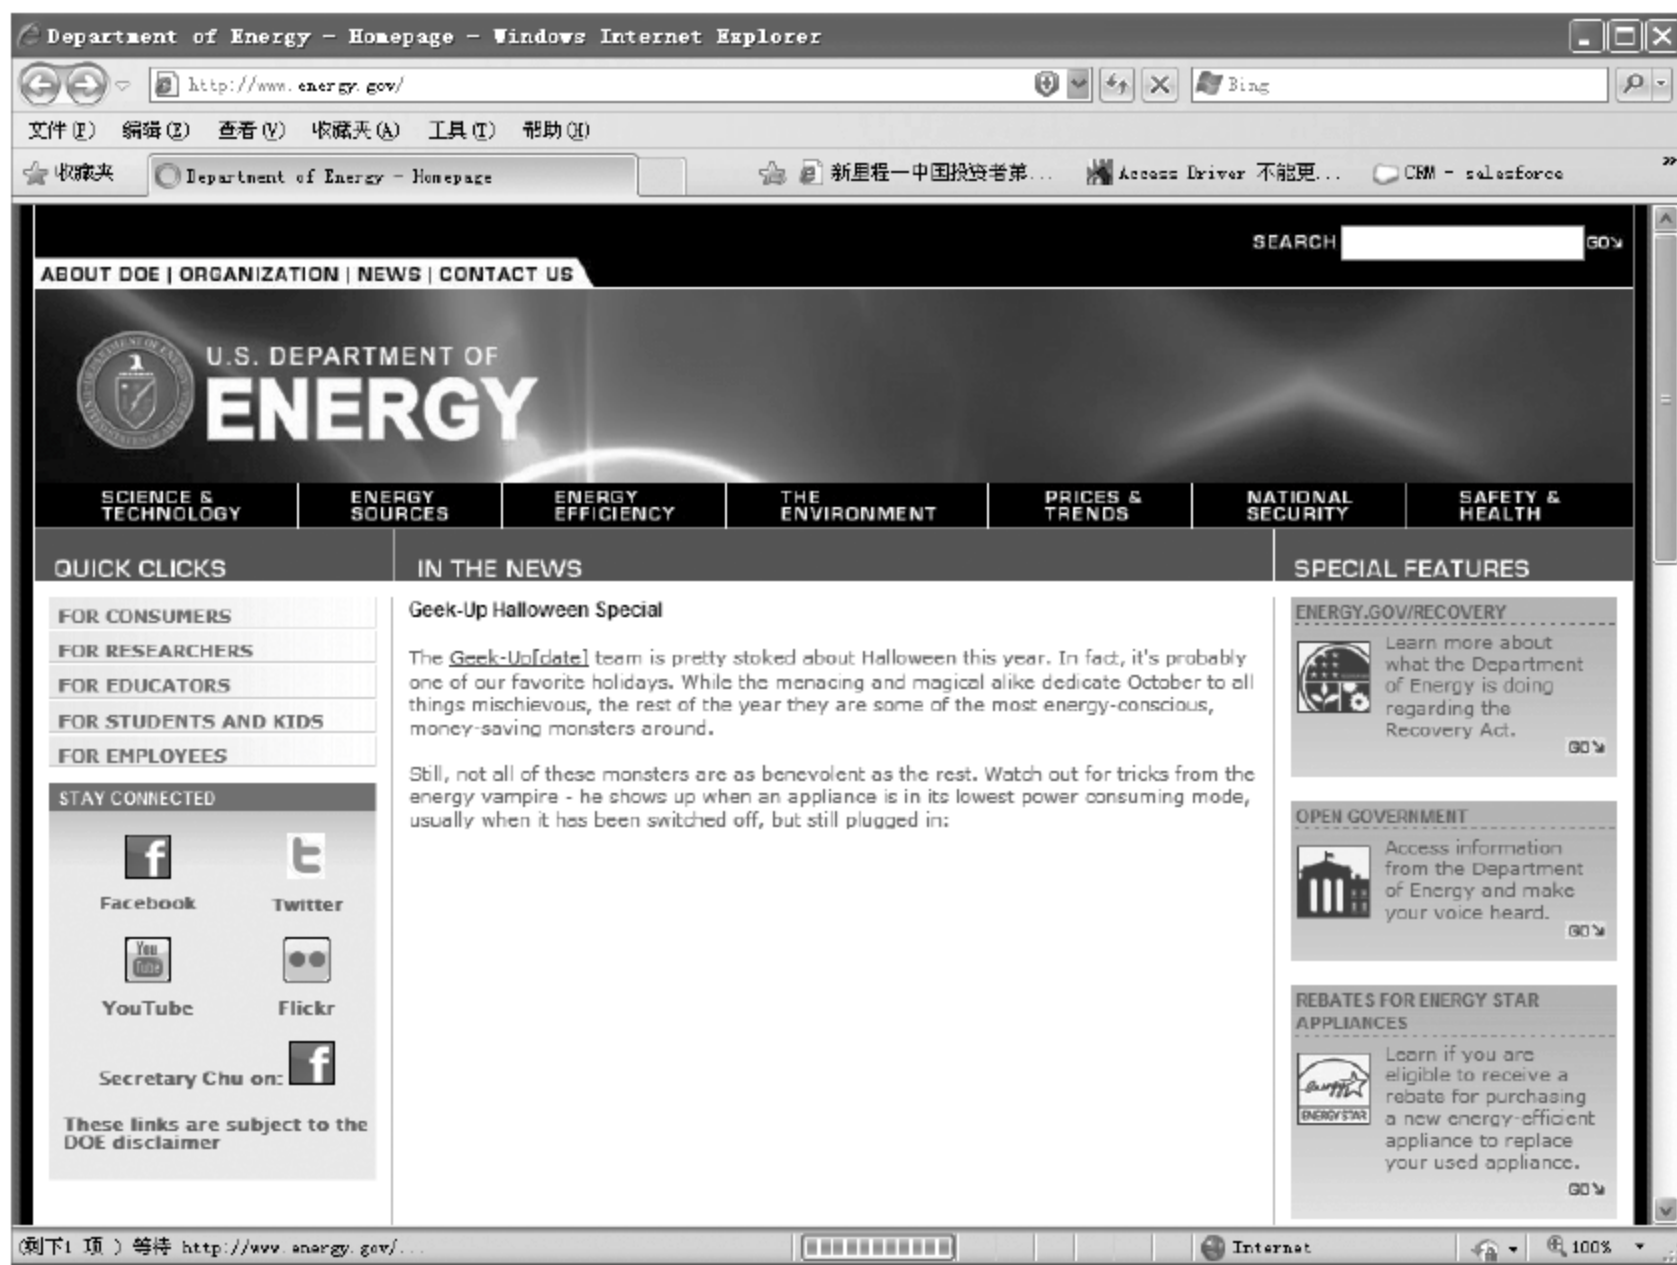 Department of Energy - Homepage - Windows Internet Explorer
http://www.energy.gov/
Bing
文件(F) 编辑(E) 查看(V) 收藏夹(A) 工具(T) 帮助(H)
收藏夹 Department of Energy - Homepage 新里程—中国投资者第... Access Driver 不能更... CRM - salesforce »
SEARCH GO
ABOUT DOE | ORGANIZATION | NEWS | CONTACT US
U.S. DEPARTMENT OF
ENERGY
SCIENCE & TECHNOLOGY
ENERGY SOURCES
ENERGY EFFICIENCY
THE ENVIRONMENT
PRICES & TRENDS
NATIONAL SECURITY
SAFETY & HEALTH
QUICK CLICKS
FOR CONSUMERS
FOR RESEARCHERS
FOR EDUCATORS
FOR STUDENTS AND KIDS
FOR EMPLOYEES
STAY CONNECTED
Facebook Twitter
You
Tube
YouTube Flickr
Secretary Chu on:
These links are subject to the
DOE disclaimer
IN THE NEWS
Geek-Up Halloween Special
The Geek-Up[date] team is pretty stoked about Halloween this year. In fact, it's probably
one of our favorite holidays. While the menacing and magical alike dedicate October to all
things mischievous, the rest of the year they are some of the most energy-conscious,
money-saving monsters around.
Still, not all of these monsters are as benevolent as the rest. Watch out for tricks from the
energy vampire - he shows up when an appliance is in its lowest power consuming mode,
usually when it has been switched off, but still plugged in:
SPECIAL FEATURES
ENERGY.GOV/RECOVERY
Learn more about
what the Department
of Energy is doing
regarding the
Recovery Act.
GO
OPEN GOVERNMENT
Access information
from the Department
of Energy and make
your voice heard.
GO
REBATES FOR ENERGY STAR
APPLIANCES
Learn if you are
eligible to receive a
rebate for purchasing
a new energy-efficient
appliance to replace
your used appliance.
energy
ENERGY STAR
GO
(剩下1 项 ) 等待 http://www.energy.gov/... Internet 100%